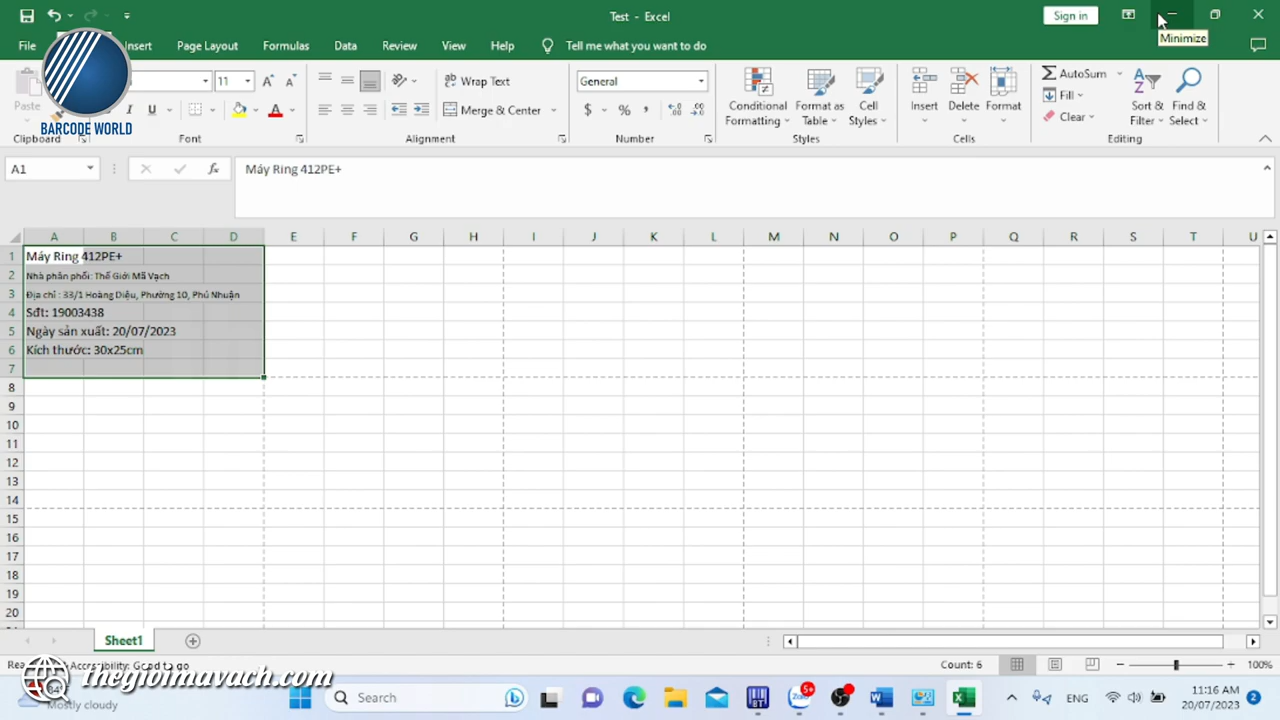 Test - Excel
Sign in
Minimize
File
Insert
Page Layout
Formulas
Data
Review
View
Help
Tell me what you want to do
BARCODE WORLD
Paste
Clipboard
11
Font
Wrap Text
Merge & Center
Alignment
General
Number
Conditional Formatting
Format as Table
Cell Styles
Styles
Insert
Delete
Format
Cells
AutoSum
Fill
Clear
Sort & Filter
Find & Select
Editing
A1
fx
Máy Ring 412PE+
A B C D E F G H I J K L M N O P Q R S T U
1 Máy Ring 412PE+
2 Nhà phân phối: Thế Giới Mã Vạch
3 Địa chỉ : 33/1 Hoàng Diệu, Phường 10, Phú Nhuận
4 Sđt: 19003438
5 Ngày sản xuất: 20/07/2023
6 Kích thước: 30x25cm
7
8
9
10
11
12
13
14
15
16
17
18
19
20
Sheet1
Accessibility: Good to go
Count: 6
100%
thegioimavach.com
Mostly cloudy
Search
5+
ENG
11:16 AM
20/07/2023
2